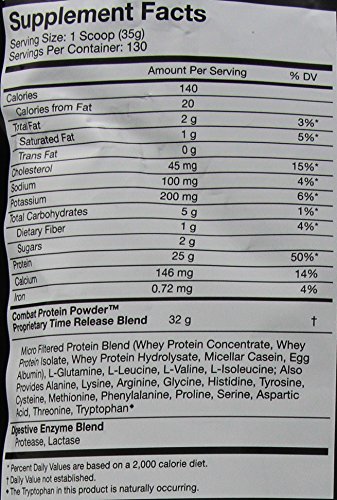 Supplement Facts
Serving Size: 1 Scoop (35g)
Servings Per Container: 130
Amount Per Serving % DV
Calories 140
Calories from Fat 20
Total Fat 2 g 3%*
Saturated Fat 1 g 5%*
Trans Fat 0 g
Cholesterol 45 mg 15%*
Sodium 100 mg 4%*
Potassium 200 mg 6%*
Total Carbohydrates 5 g 1%*
Dietary Fiber 1 g 4%*
Sugars 2 g
Protein 25 g 50%*
Calcium 146 mg 14%
Iron 0.72 mg 4%
Combat Protein Powder™
Proprietary Time Release Blend 32 g †
Micro Filtered Protein Blend (Whey Protein Concentrate, Whey
Protein Isolate, Whey Protein Hydrolysate, Micellar Casein, Egg
Albumin), L-Glutamine, L-Leucine, L-Valine, L-Isoleucine; Also
Provides Alanine, Lysine, Arginine, Glycine, Histidine, Tyrosine,
Cysteine, Methionine, Phenylalanine, Proline, Serine, Aspartic
Acid, Threonine, Tryptophan♦
Digestive Enzyme Blend
Protease, Lactase
* Percent Daily Values are based on a 2,000 calorie diet.
† Daily Value not established.
♦ The Tryptophan in this product is naturally occurring.